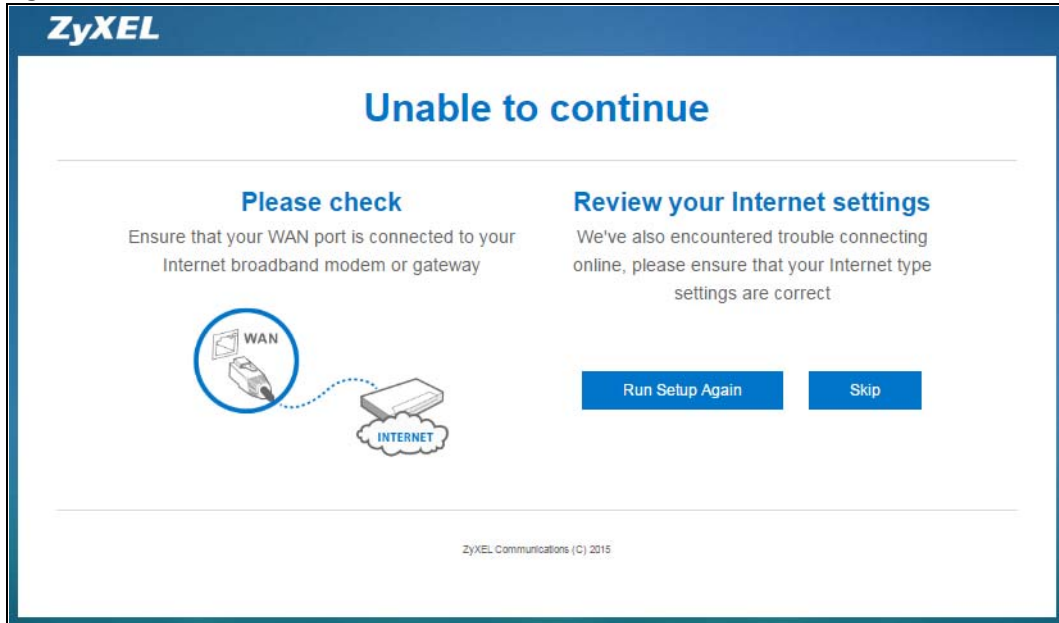 ZyXEL
Unable to continue
Please check
Ensure that your WAN port is connected to your
Internet broadband modem or gateway
WAN
INTERNET
Review your Internet settings
We've also encountered trouble connecting
online, please ensure that your Internet type
settings are correct
Run Setup Again
Skip
ZyXEL Communications (C) 2015